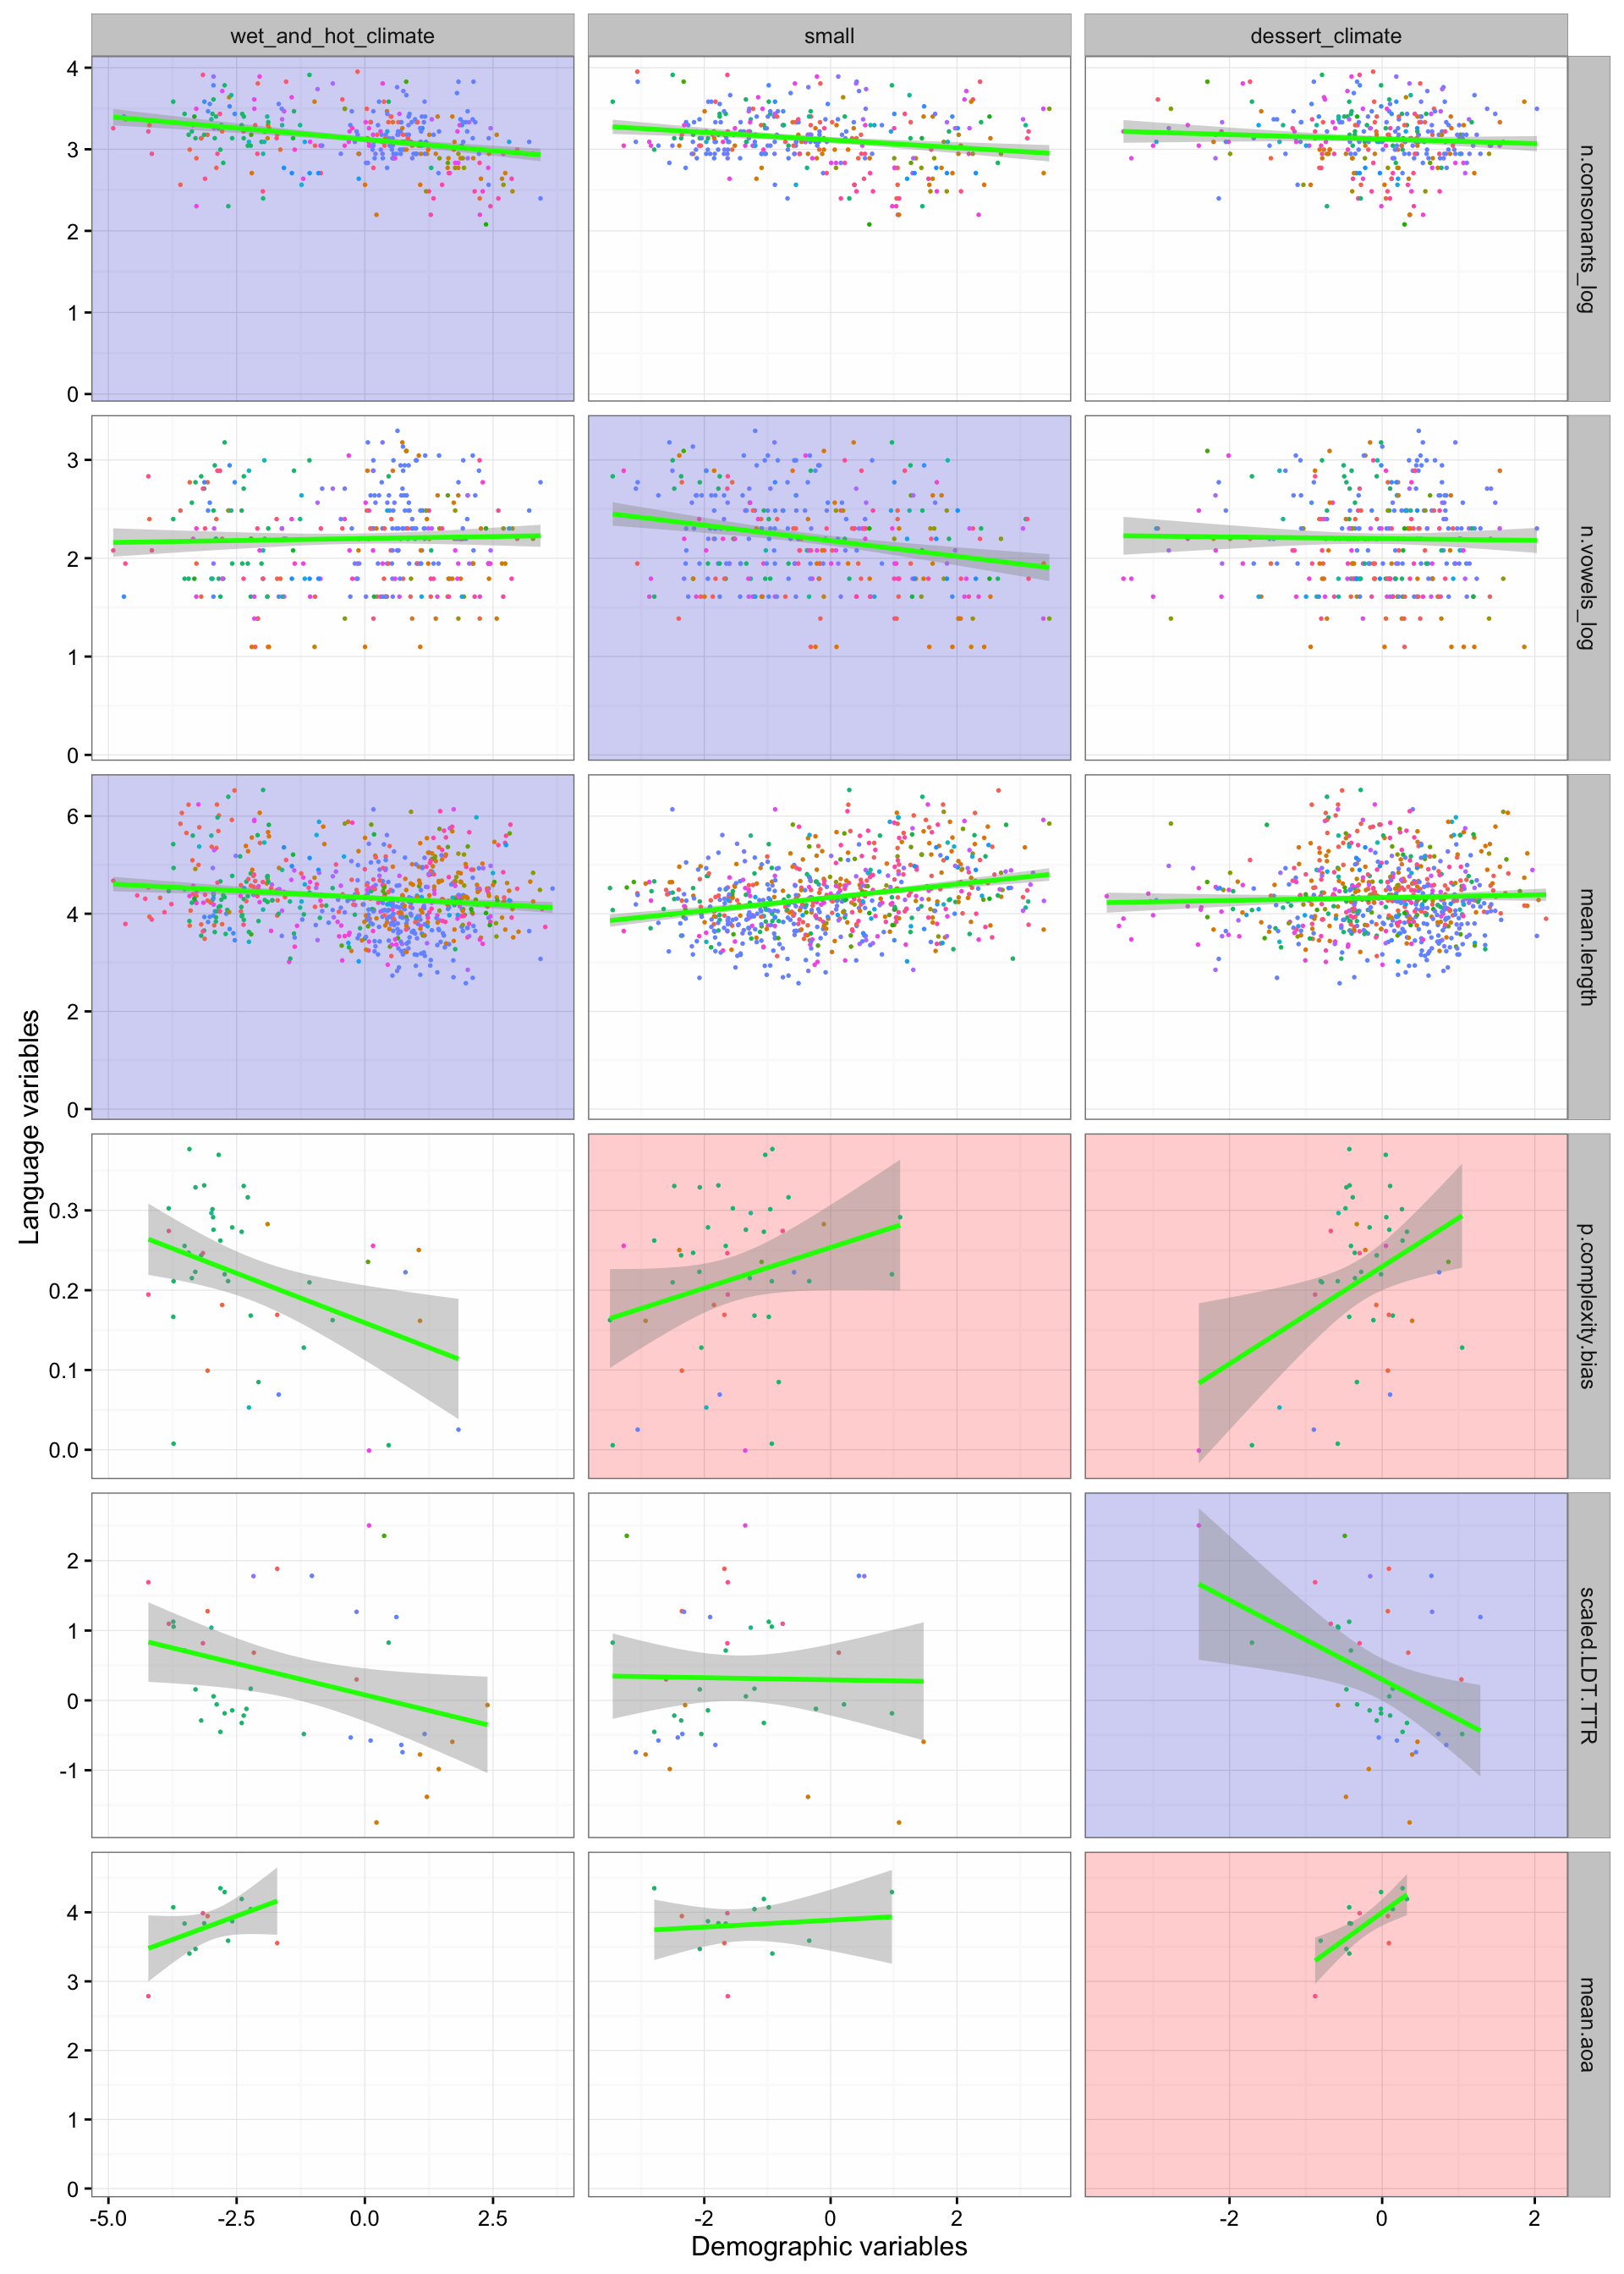 wet_and_hot_climate small dessert_climate
4
3
2
1
0
n.consonants_log
3
2
1
0
n.vowels_log
6
4
2
0
mean.length
Language variables
0.3
0.2
0.1
0.0
p.complexity.bias
2
1
0
-1
scaled.LDT.TTR
4
3
2
1
0
mean.aoa
-5.0 -2.5 0.0 2.5 -2 0 2 -2 0 2
Demographic variables